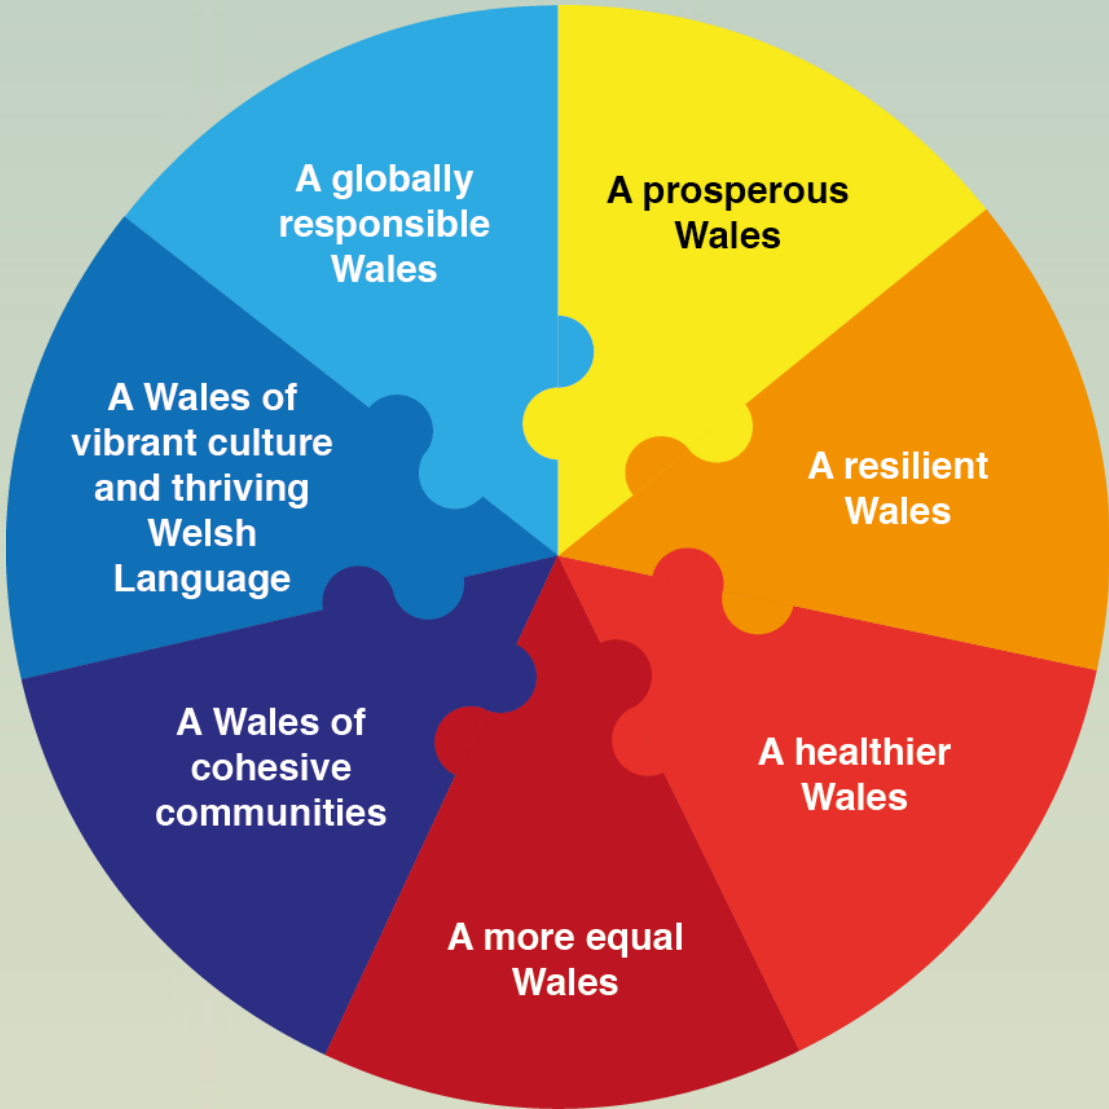 A prosperous
Wales
A resilient
Wales
A healthier
Wales
A more equal
Wales
A Wales of
cohesive
communities
A Wales of
vibrant culture
and thriving
Welsh
Language
A globally
responsible
Wales